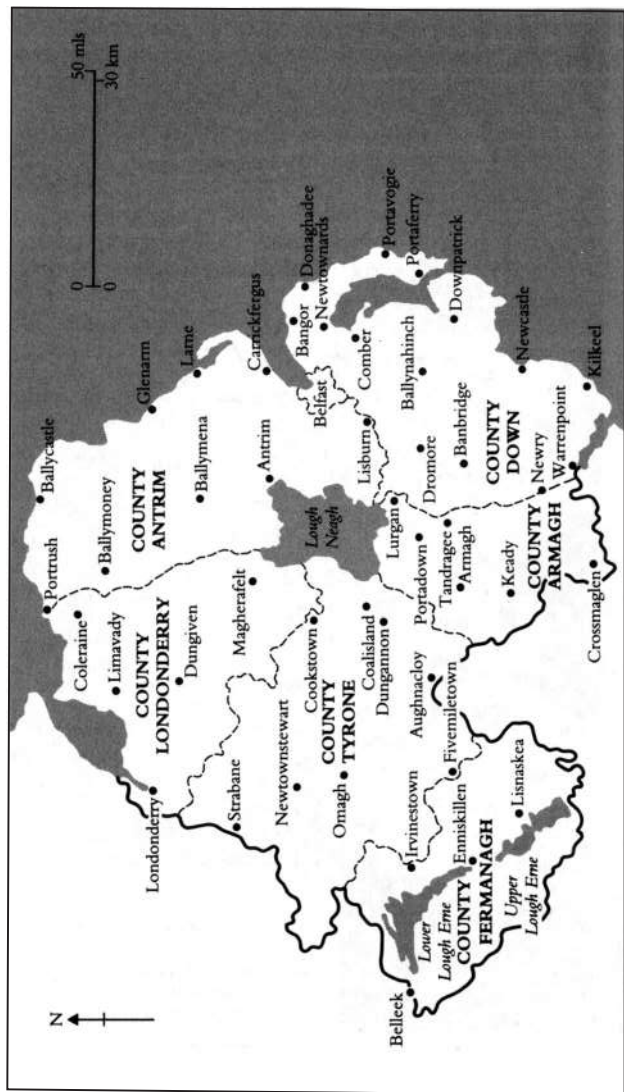 N
0 50 mls
0 30 km
Portrush
Ballycastle
Coleraine
Limavady
Ballymoney
COUNTY
LONDONDERRY
COUNTY
ANTRIM
Londonderry
Dungiven
Glenarm
Ballymena
Larne
Strabane
Magherafelt
Antrim
Carrickfergus
Newtownstewart
Cookstown
Lough
Neagh
Belfast
Bangor
Donaghadee
Newtownards
COUNTY
TYRONE
Omagh
Coalisland
Dungannon
Lisburn
Comber
Portavogie
Portaferry
Belleek
Irvinestown
Lurgan
Portadown
Dromore
Ballynahinch
Downpatrick
Lower
Lough Erne
Aughnacloy
Fivemiletown
Tandragee
Armagh
Banbridge
Enniskillen
COUNTY
FERMANAGH
Lisnaskea
Upper
Lough Erne
Keady
COUNTY
ARMAGH
COUNTY
DOWN
Newcastle
Newry
Warrenpoint
Kilkeel
Crossmaglen